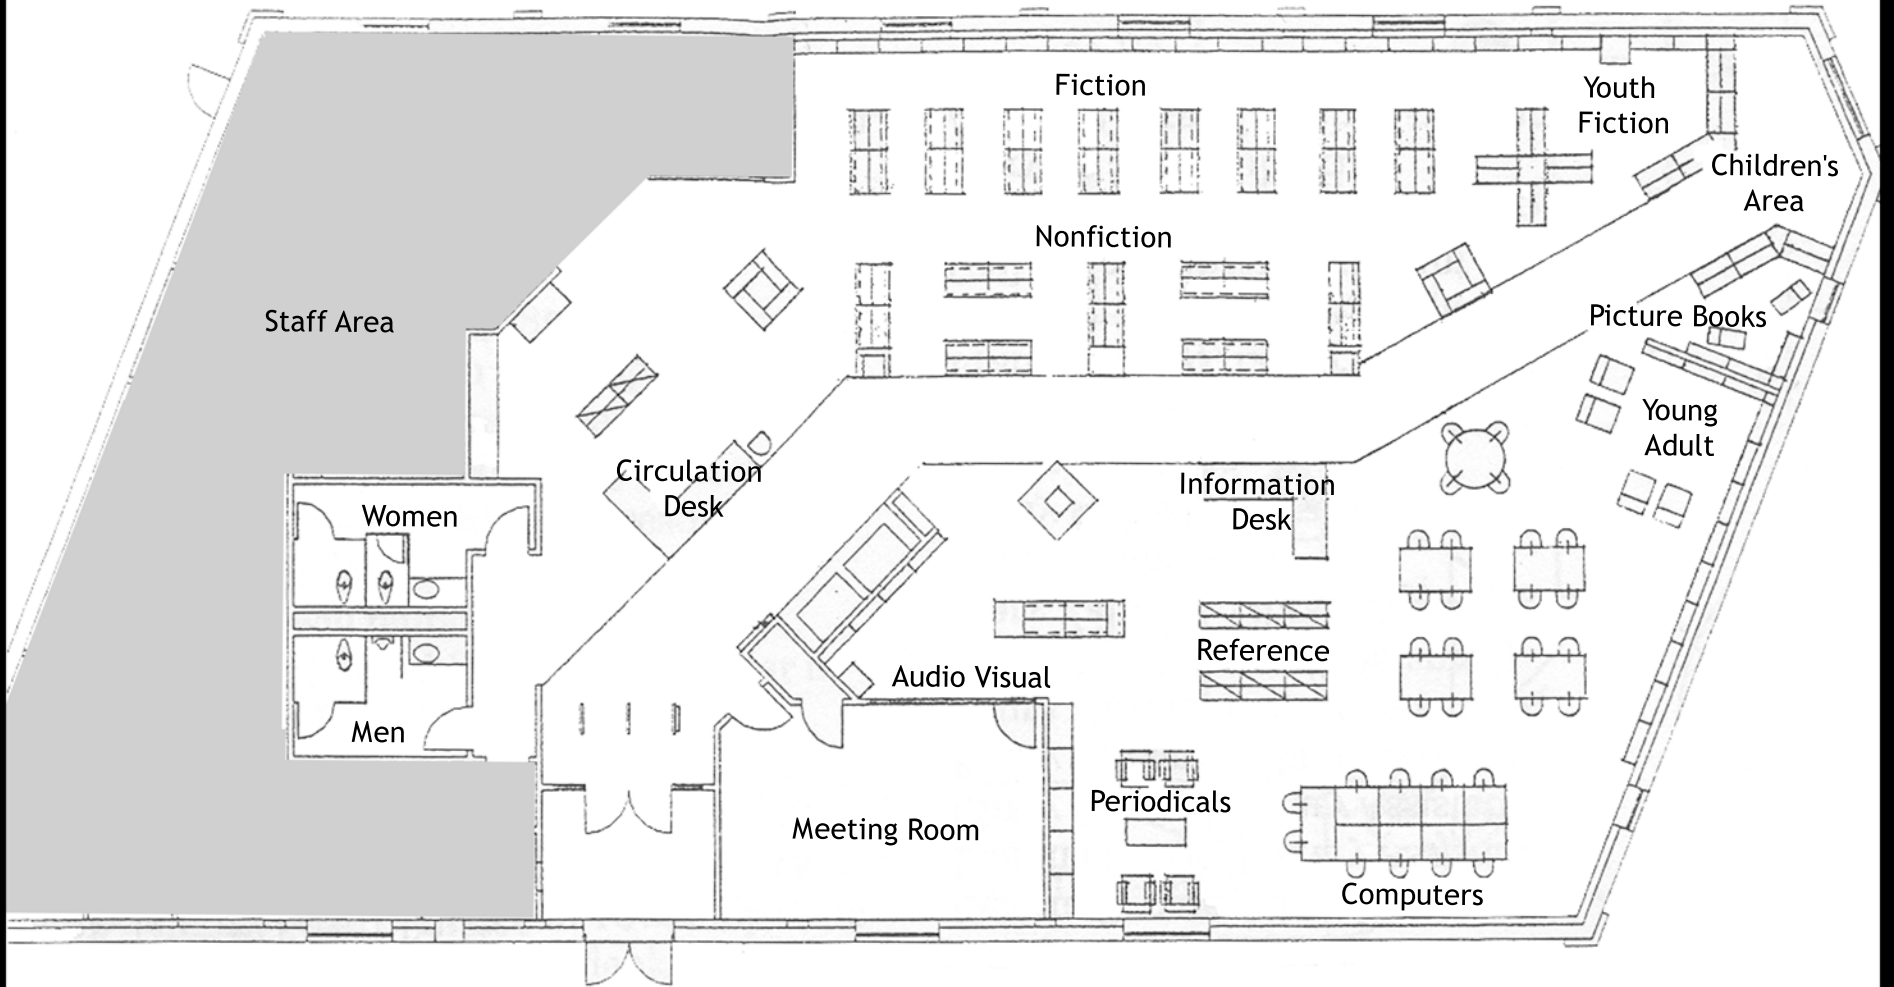 Fiction
Youth
Fiction
Children's
Area
Nonfiction
Staff Area
Picture Books
Young
Adult
Circulation
Desk
Information
Desk
Women
Reference
Audio Visual
Men
Periodicals
Meeting Room
Computers